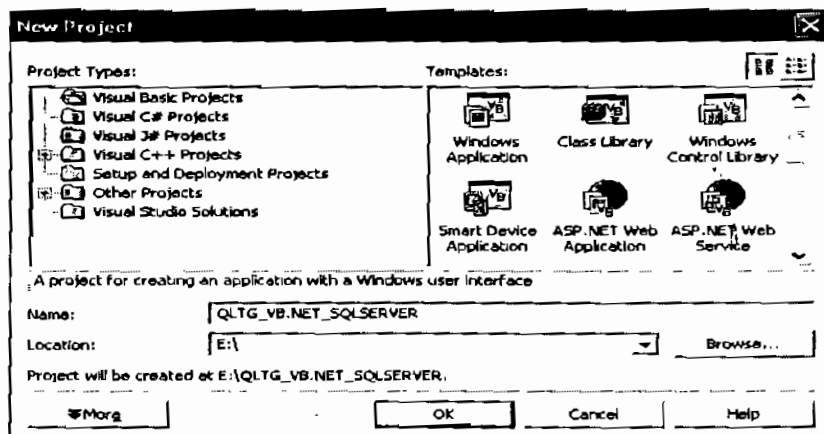 New Project
Project Types:
Templates:
Visual Basic Projects
Visual C# Projects
Visual J# Projects
Visual C++ Projects
Setup and Deployment Projects
Other Projects
Visual Studio Solutions
Windows Application
Class Library
Windows Control Library
Smart Device Application
ASP.NET Web Application
ASP.NET Web Service
A project for creating an application with a Windows user interface
Name:
QLTG_VB.NET_SQLSERVER
Location:
E:\
Browse...
Project will be created at E:\QLTG_VB.NET_SQLSERVER.
More
OK
Cancel
Help